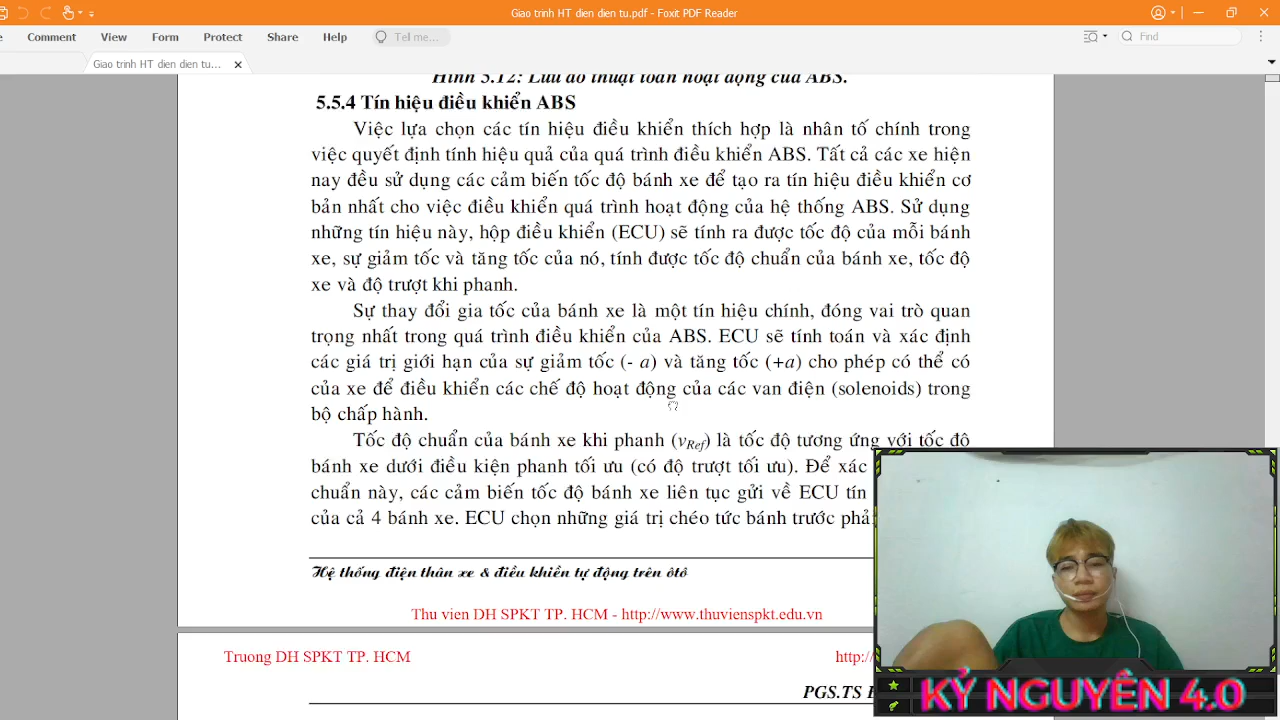 Giao trinh HT dien dien tu.pdf - Foxit PDF Reader
Comment View Form Protect Share Help Tell me... Find
Giao trinh HT dien dien tu...
Hình 5.12: Lưu đồ thuật toán hoạt động của ABS.
5.5.4 Tín hiệu điều khiển ABS
Việc lựa chọn các tín hiệu điều khiển thích hợp là nhân tố chính trong
việc quyết định tính hiệu quả của quá trình điều khiển ABS. Tất cả các xe hiện
nay đều sử dụng các cảm biến tốc độ bánh xe để tạo ra tín hiệu điều khiển cơ
bản nhất cho việc điều khiển quá trình hoạt động của hệ thống ABS. Sử dụng
những tín hiệu này, hộp điều khiển (ECU) sẽ tính ra được tốc độ của mỗi bánh
xe, sự giảm tốc và tăng tốc của nó, tính được tốc độ chuẩn của bánh xe, tốc độ
xe và độ trượt khi phanh.
Sự thay đổi gia tốc của bánh xe là một tín hiệu chính, đóng vai trò quan
trọng nhất trong quá trình điều khiển của ABS. ECU sẽ tính toán và xác định
các giá trị giới hạn của sự giảm tốc (- a) và tăng tốc (+a) cho phép có thể có
của xe để điều khiển các chế độ hoạt động của các van điện (solenoids) trong
bộ chấp hành.
Tốc độ chuẩn của bánh xe khi phanh (vRef) là tốc độ tương ứng với tốc độ
bánh xe dưới điều kiện phanh tối ưu (có độ trượt tối ưu). Để xác
chuẩn này, các cảm biến tốc độ bánh xe liên tục gửi về ECU tín
của cả 4 bánh xe. ECU chọn những giá trị chéo tức bánh trước phải
Hệ thống điện thân xe & điều khiển tự động trên ôtô
Thu vien DH SPKT TP. HCM - http://www.thuvienspkt.edu.vn
Truong DH SPKT TP. HCM http:/
PGS.TS
KỶ NGUYÊN 4.0